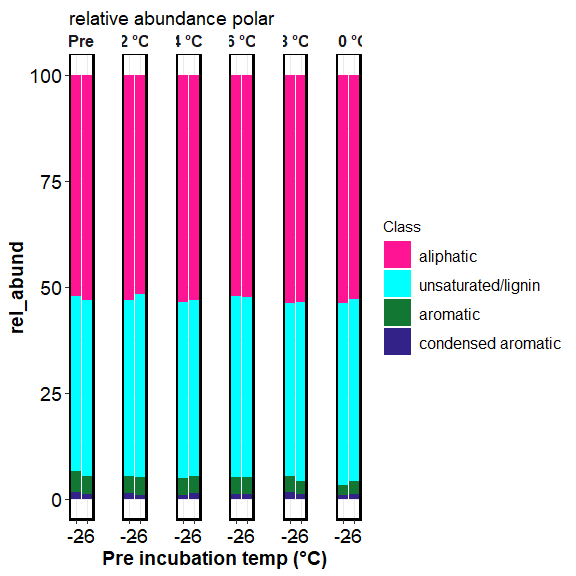 relative abundance polar
Pre 2 °C 4 °C 6 °C 8 °C 0 °C
100
75
50
25
0
rel_abund
-26 -26 -26 -26 -26 -26
Pre incubation temp (°C)
Class
aliphatic
unsaturated/lignin
aromatic
condensed aromatic